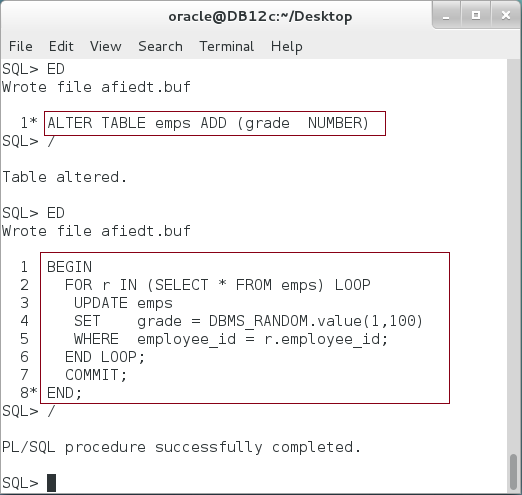 oracle@DB12c:~/Desktop
File Edit View Search Terminal Help
SQL> ED
Wrote file afiedt.buf
1* ALTER TABLE emps ADD (grade  NUMBER)
SQL> /
Table altered.
SQL> ED
Wrote file afiedt.buf
1  BEGIN
2    FOR r IN (SELECT * FROM emps) LOOP
3     UPDATE emps
4     SET    grade = DBMS_RANDOM.value(1,100)
5     WHERE  employee_id = r.employee_id;
6    END LOOP;
7    COMMIT;
8* END;
SQL> /
PL/SQL procedure successfully completed.
SQL>